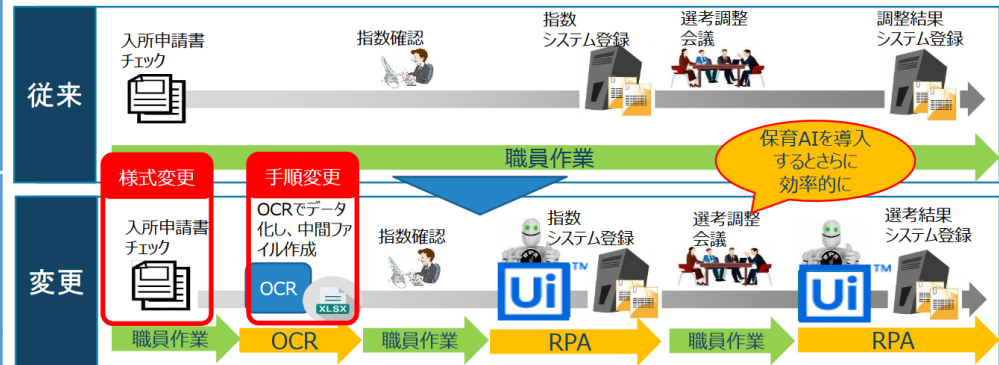 従来
入所申請書
チェック
指数確認
指数
システム登録
選考調整
会議
調整結果
システム登録
職員作業
保育AIを導入
するとさらに
効率的に
様式変更
手順変更
変更
入所申請書
チェック
OCRでデータ
化し、中間ファ
イル作成
OCR
XLSX
指数確認
指数
システム登録
Ui™
選考調整
会議
選考結果
システム登録
Ui™
職員作業
OCR
職員作業
RPA
職員作業
RPA